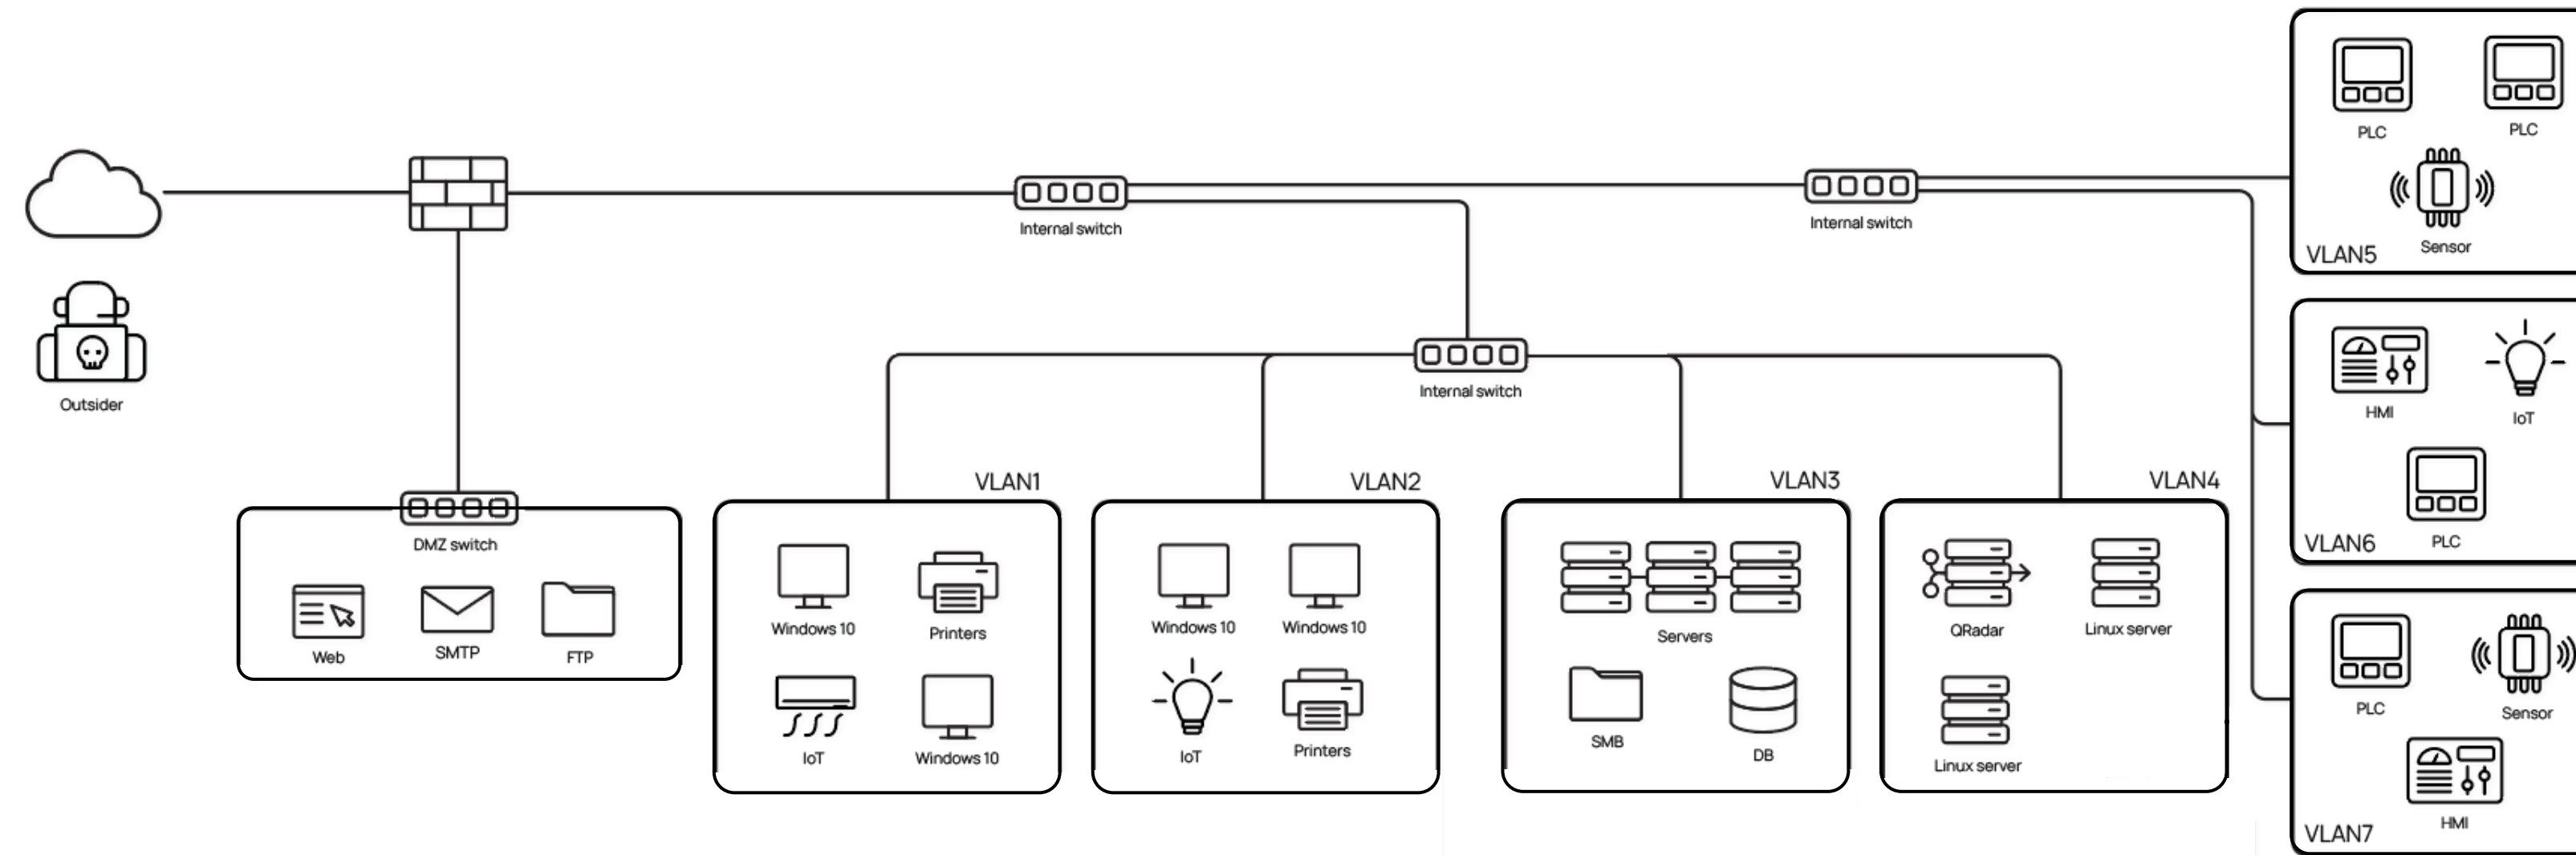 Outsider
Internal switch
Internal switch
Internal switch
DMZ switch
Web
SMTP
FTP
VLAN1
Windows 10
Printers
IoT
Windows 10
VLAN2
Windows 10
Windows 10
IoT
Printers
VLAN3
Servers
SMB
DB
VLAN4
QRadar
Linux server
Linux server
PLC
PLC
Sensor
VLAN5
HMI
IoT
PLC
VLAN6
PLC
Sensor
HMI
VLAN7